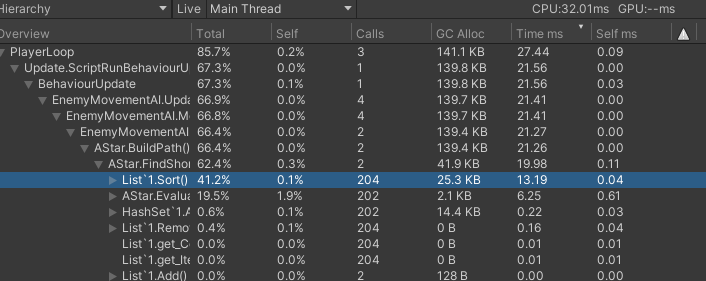 Hierarchy Live Main Thread CPU:32.01ms GPU:--ms
Overview Total Self Calls GC Alloc Time ms Self ms
PlayerLoop 85.7% 0.2% 3 141.1 KB 27.44 0.09
Update.ScriptRunBehaviourU 67.3% 0.0% 1 139.8 KB 21.56 0.00
BehaviourUpdate 67.3% 0.1% 1 139.8 KB 21.56 0.03
EnemyMovementAI.Upda 66.9% 0.0% 4 139.7 KB 21.41 0.00
EnemyMovementAI.M 66.8% 0.0% 4 139.7 KB 21.41 0.00
EnemyMovementAI 66.4% 0.0% 2 139.4 KB 21.27 0.00
AStar.BuildPath() 66.4% 0.0% 2 139.4 KB 21.26 0.00
AStar.FindShor 62.4% 0.3% 2 41.9 KB 19.98 0.11
List`1.Sort() 41.2% 0.1% 204 25.3 KB 13.19 0.04
AStar.Evalua 19.5% 1.9% 202 2.1 KB 6.25 0.61
HashSet`1.A 0.6% 0.1% 202 14.4 KB 0.22 0.03
List`1.Remo 0.4% 0.1% 204 0 B 0.16 0.04
List`1.get_C 0.0% 0.0% 204 0 B 0.01 0.01
List`1.get_Ite 0.0% 0.0% 204 0 B 0.01 0.01
List`1.Add() 0.0% 0.0% 2 128 B 0.00 0.00